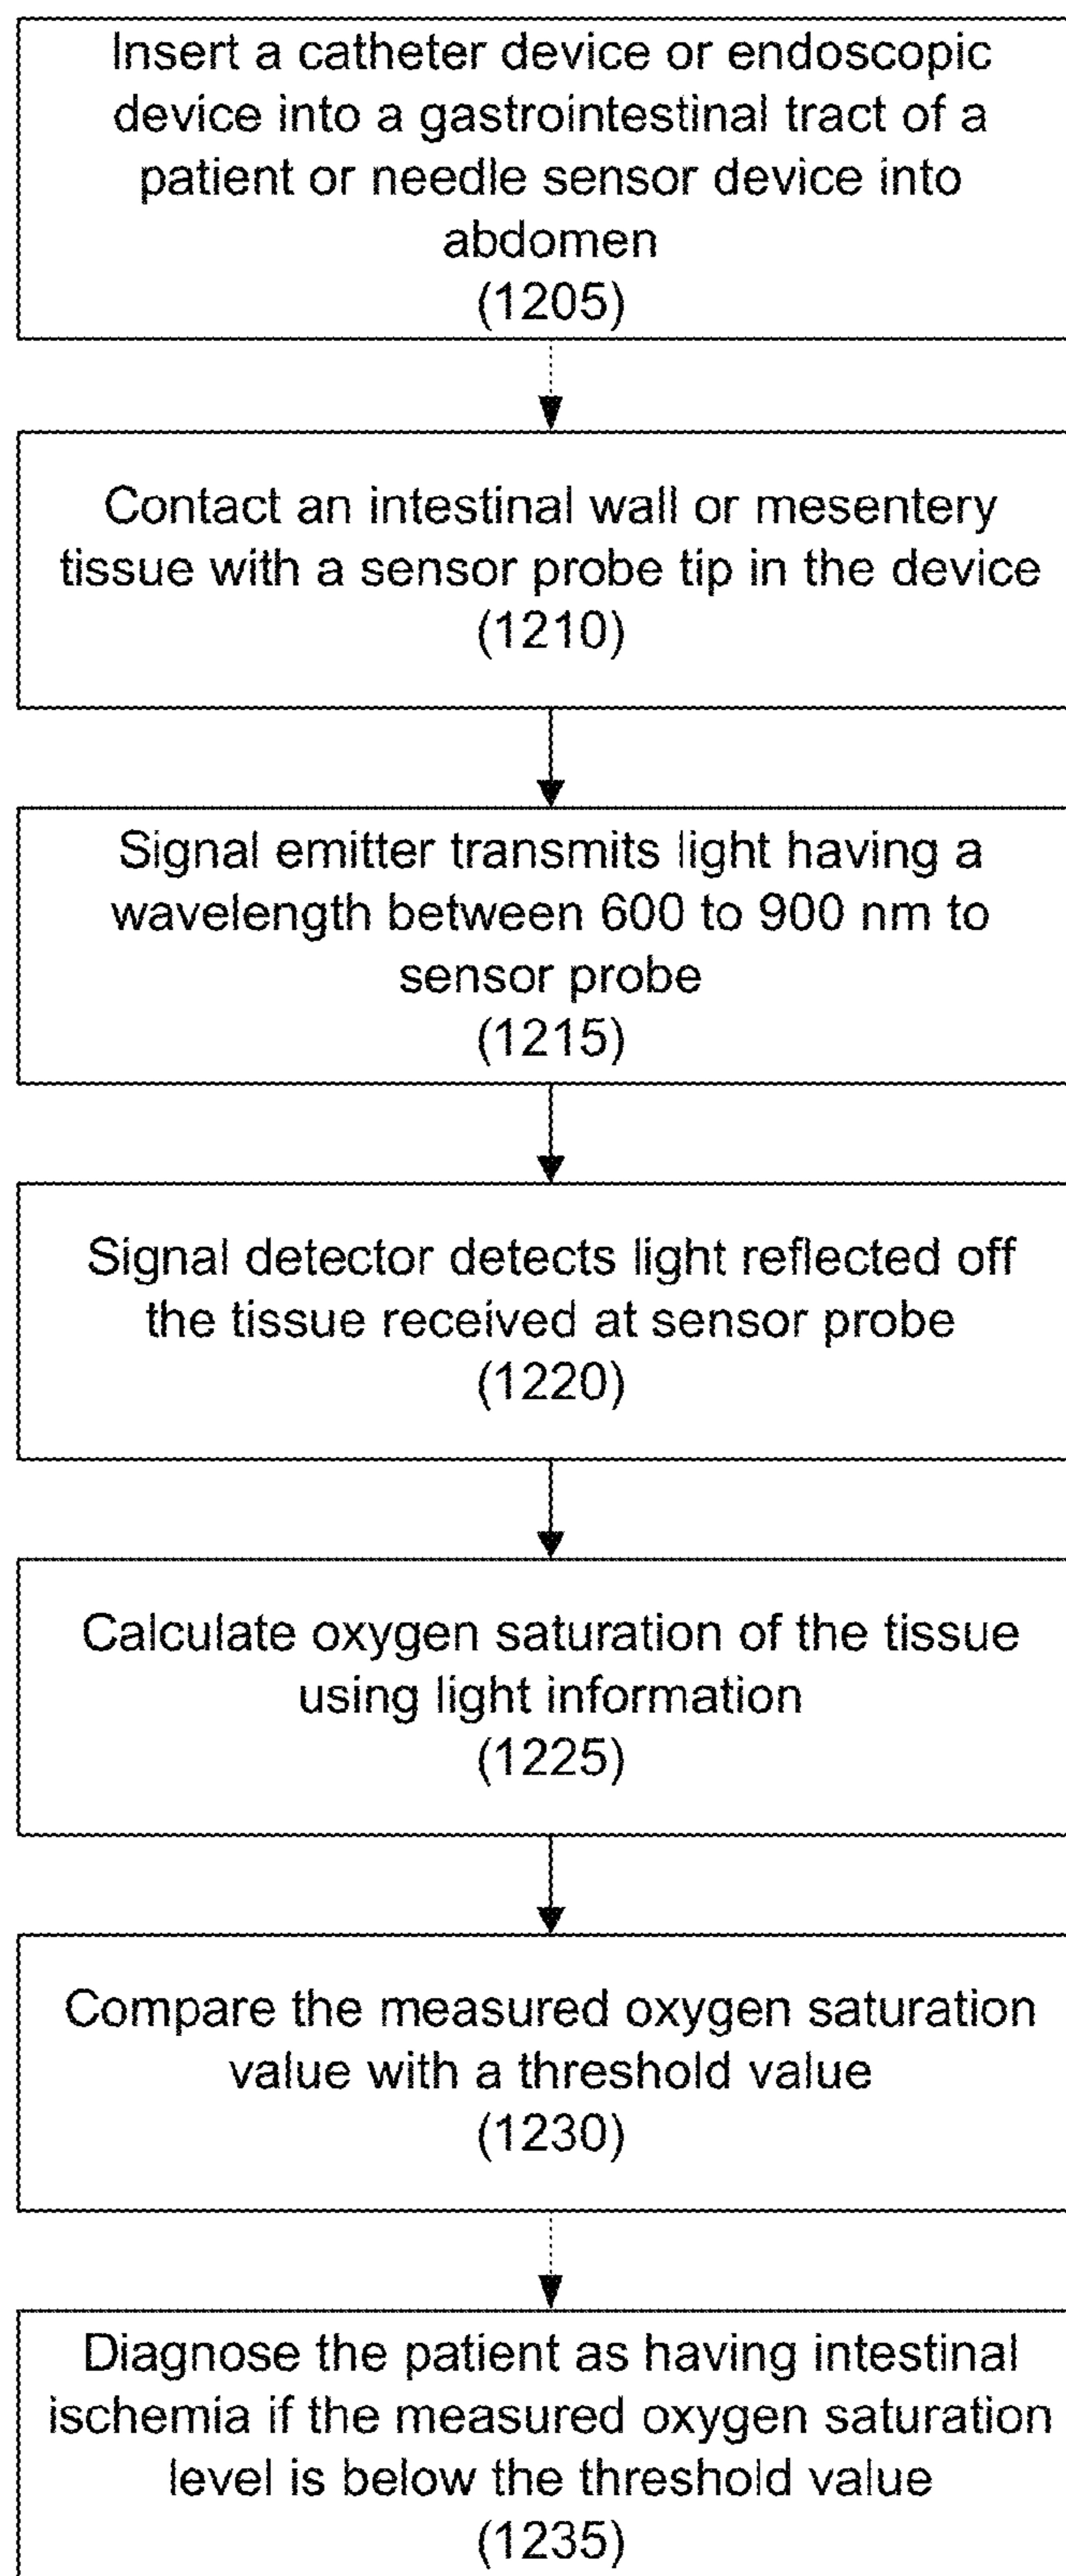 Insert a catheter device or endoscopic
device into a gastrointestinal tract of a
patient or needle sensor device into
abdomen
(1205)
Contact an intestinal wall or mesentery
tissue with a sensor probe tip in the device
(1210)
Signal emitter transmits light having a
wavelength between 600 to 900 nm to
sensor probe
(1215)
Signal detector detects light reflected off
the tissue received at sensor probe
(1220)
Calculate oxygen saturation of the tissue
using light information
(1225)
Compare the measured oxygen saturation
value with a threshold value
(1230)
Diagnose the patient as having intestinal
ischemia if the measured oxygen saturation
level is below the threshold value
(1235)